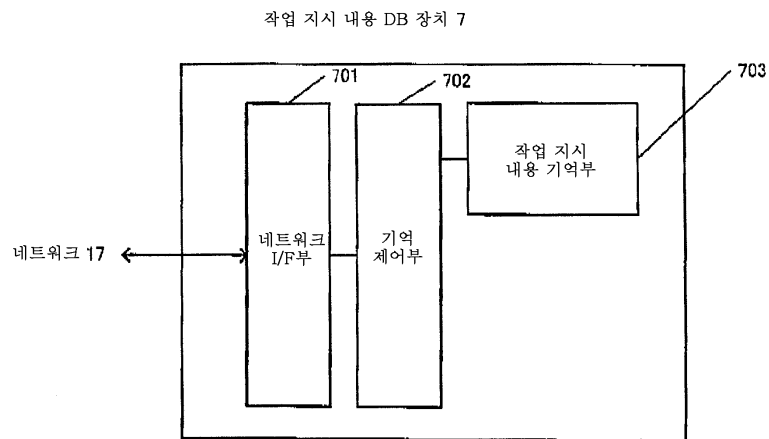 작업 지시 내용 DB 장치 7
701
702
703
작업 지시
내용 기억부
네트워크 17
네트워크
I/F부
기억
제어부